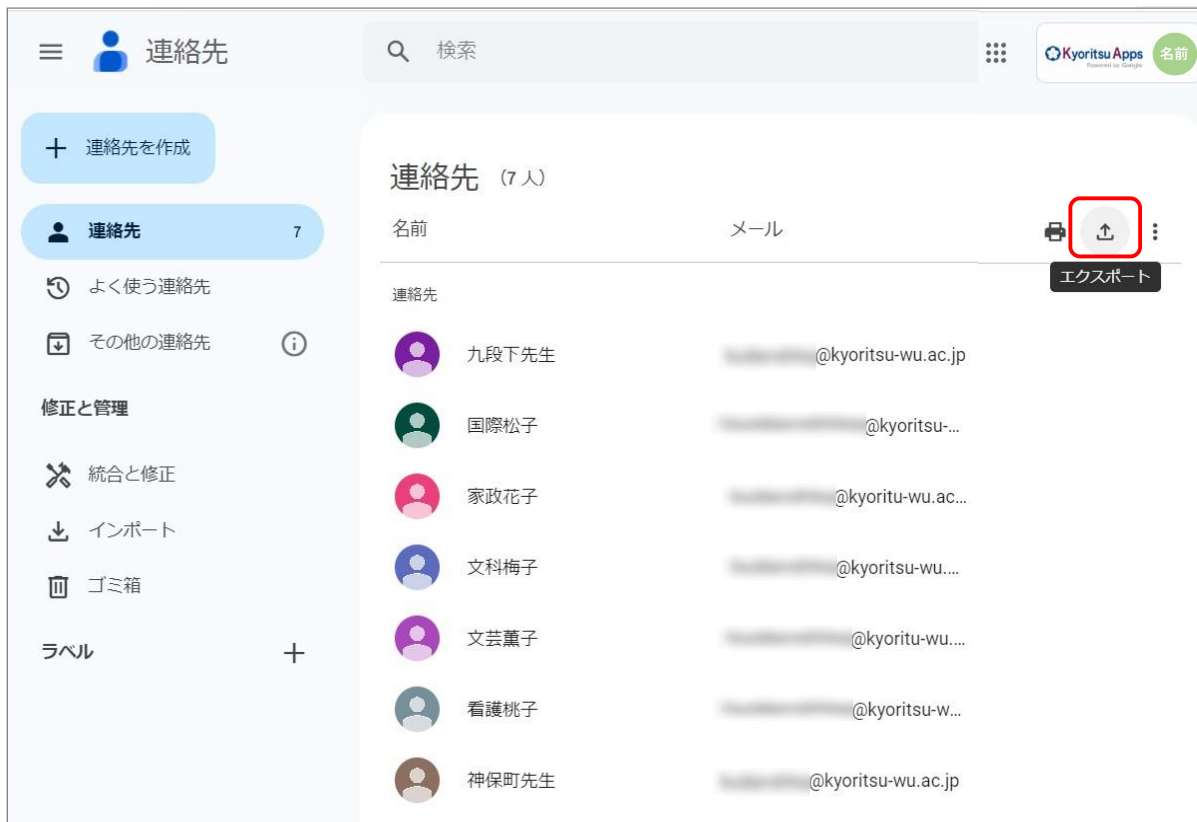 連絡先
検索
Kyoritsu Apps
Powered by Google
名前
連絡先を作成
連絡先 7
よく使う連絡先
その他の連絡先
修正と管理
統合と修正
インポート
ゴミ箱
ラベル
連絡先 (7 人)
名前 メール
エクスポート
連絡先
九段下先生 @kyoritsu-wu.ac.jp
国際松子 @kyoritsu-...
家政花子 @kyoritu-wu.ac...
文科梅子 @kyoritsu-wu....
文芸薫子 @kyoritu-wu....
看護桃子 @kyoritsu-w...
神保町先生 @kyoritsu-wu.ac.jp